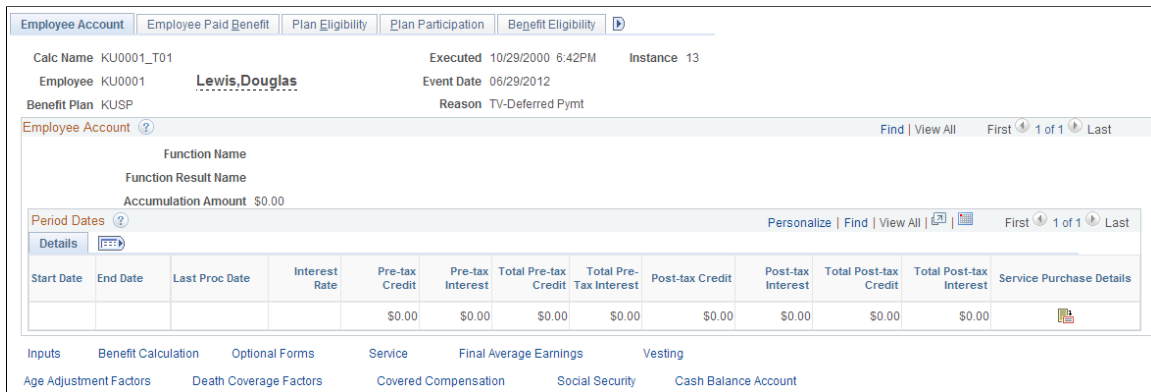 Employee Account Employee Paid Benefit Plan Eligibility Plan Participation Benefit Eligibility
Calc Name KU0001_T01 Executed 10/29/2000 6:42PM Instance 13
Employee KU0001 Lewis,Douglas Event Date 06/29/2012
Benefit Plan KUSP Reason TV-Deferred Pymt
Employee Account ? Find | View All First 1 of 1 Last
Function Name
Function Result Name
Accumulation Amount $0.00
Period Dates ? Personalize | Find | View All | | First 1 of 1 Last
Details
Start Date End Date Last Proc Date Interest Rate Pre-tax Credit Pre-tax Interest Total Pre-tax Credit Total Pre-Tax Interest Post-tax Credit Post-tax Interest Total Post-tax Credit Total Post-tax Interest Service Purchase Details
$0.00 $0.00 $0.00 $0.00 $0.00 $0.00 $0.00 $0.00
Inputs Benefit Calculation Optional Forms Service Final Average Earnings Vesting
Age Adjustment Factors Death Coverage Factors Covered Compensation Social Security Cash Balance Account